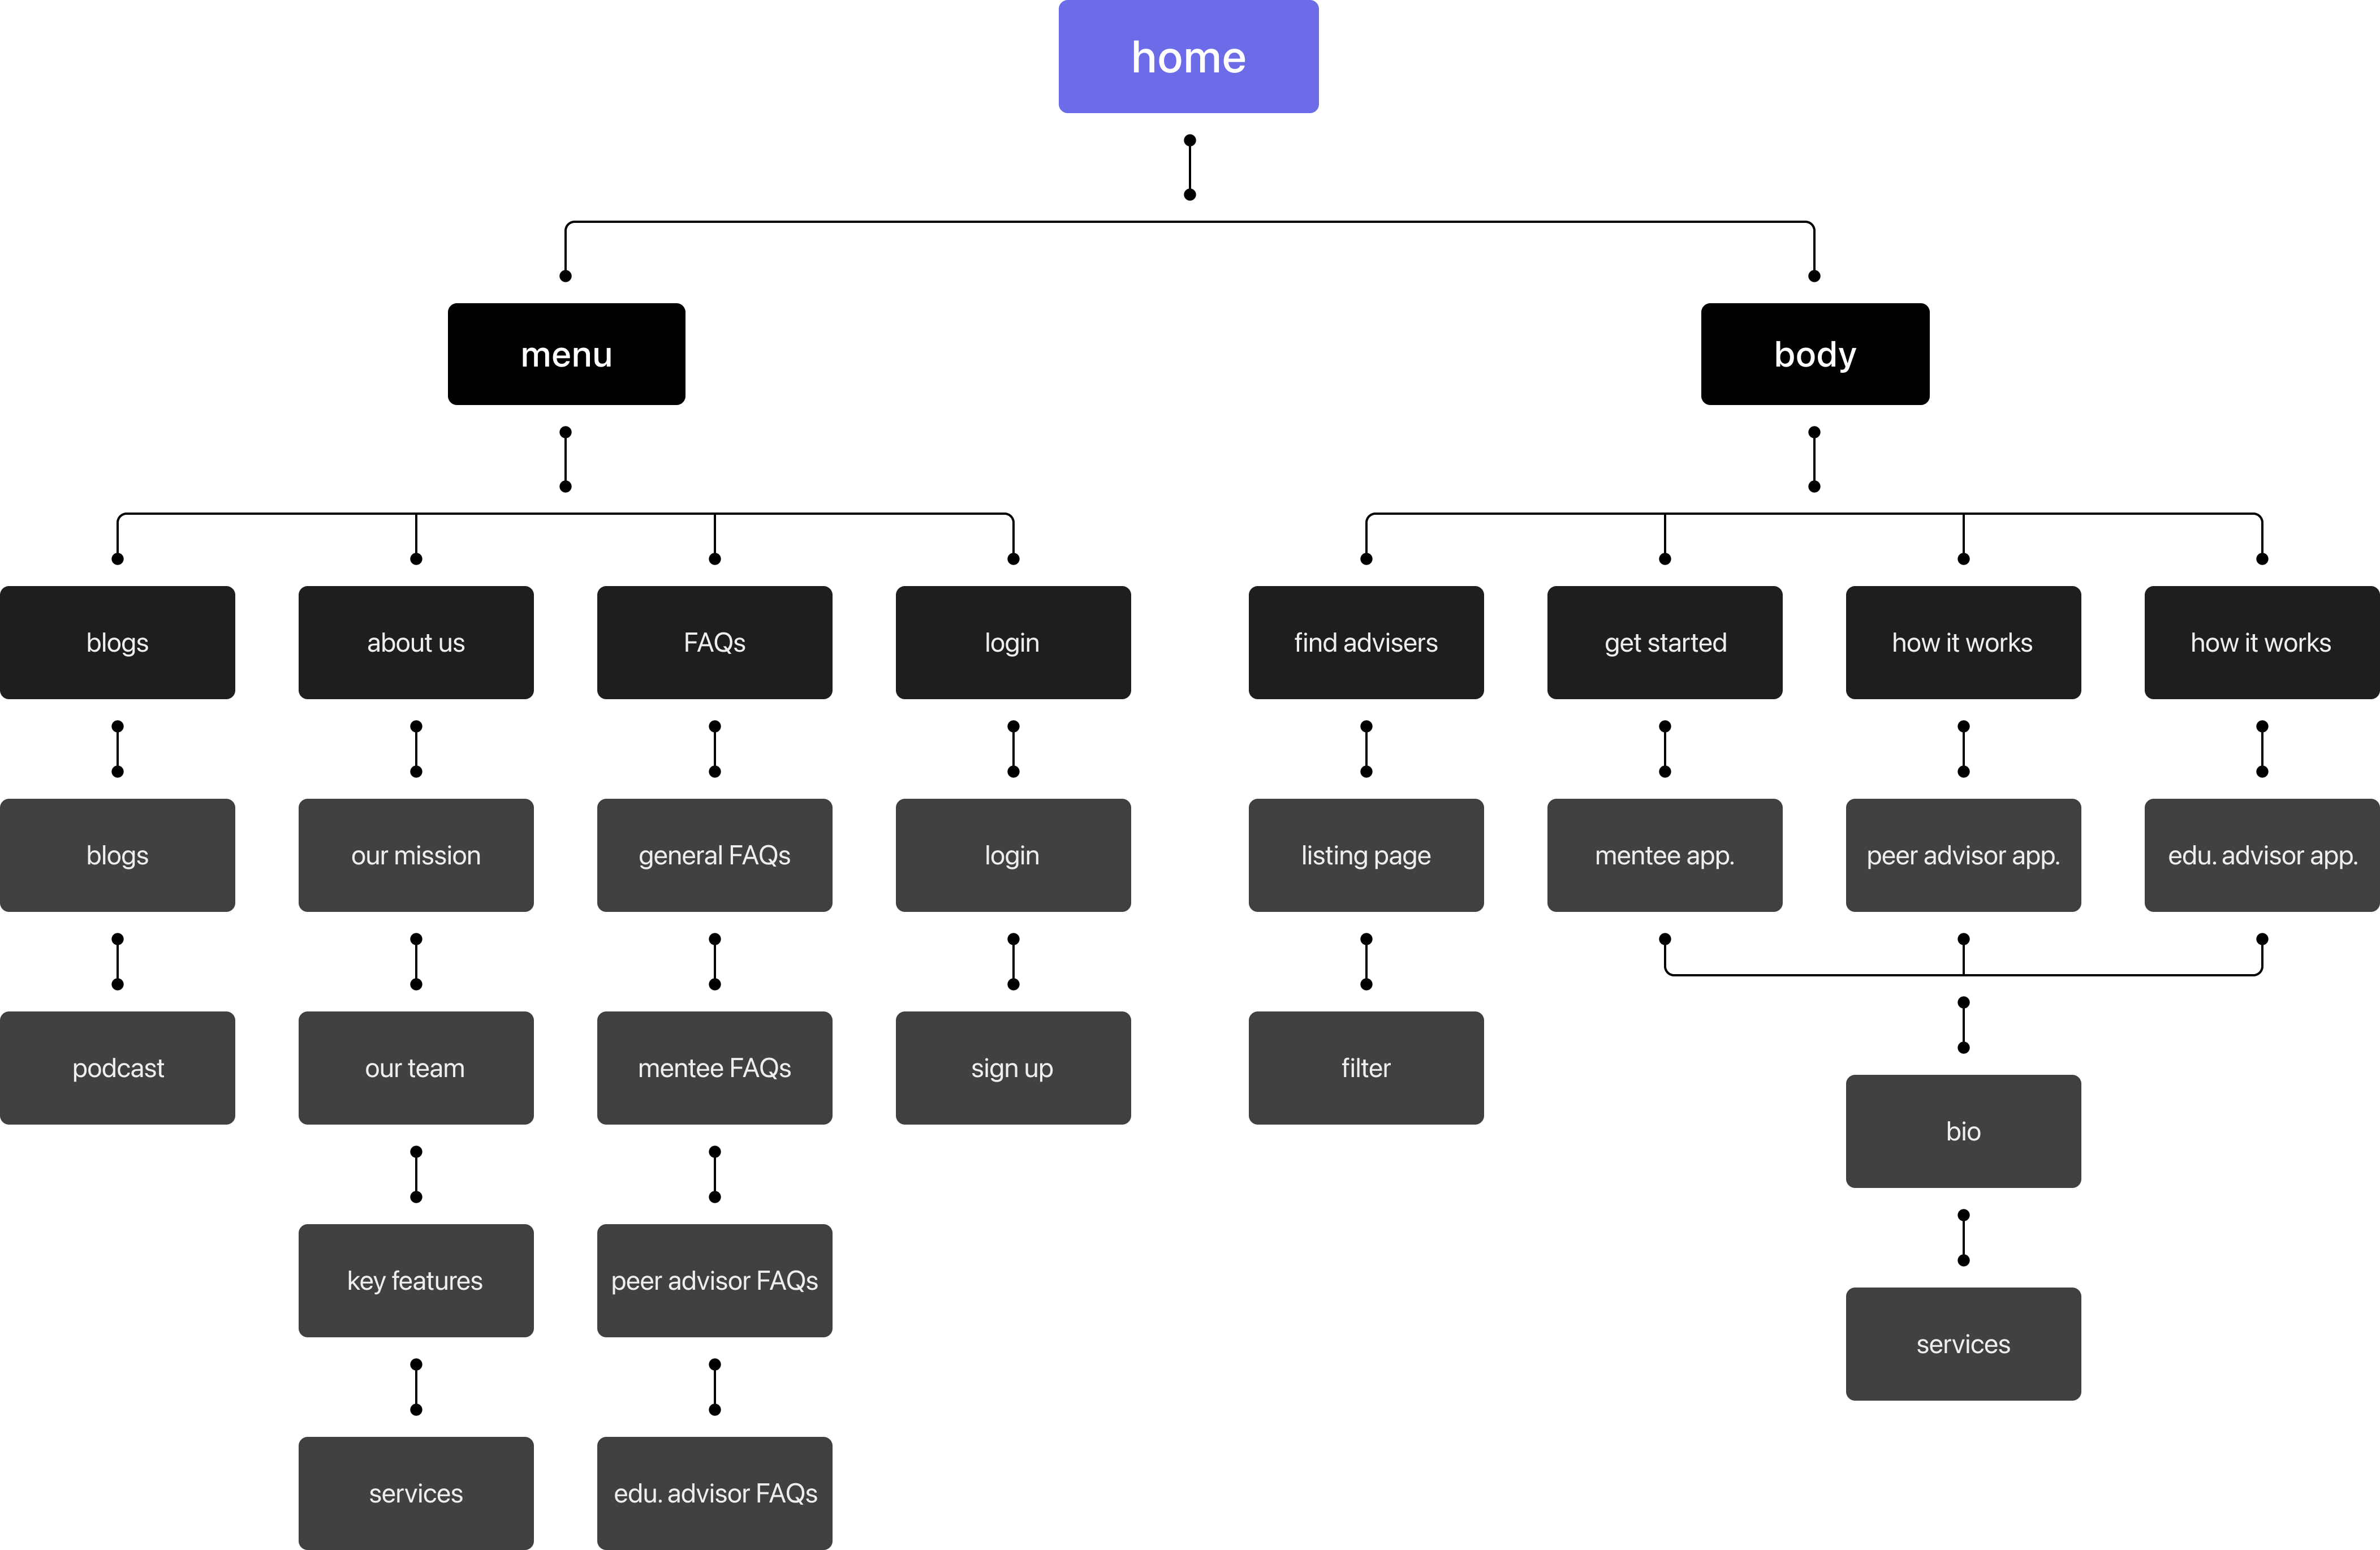 home
menu
body
blogs
about us
FAQs
login
find advisers
get started
how it works
how it works
blogs
our mission
general FAQs
login
listing page
mentee app.
peer advisor app.
edu. advisor app.
podcast
our team
mentee FAQs
sign up
filter
bio
key features
peer advisor FAQs
services
services
edu. advisor FAQs